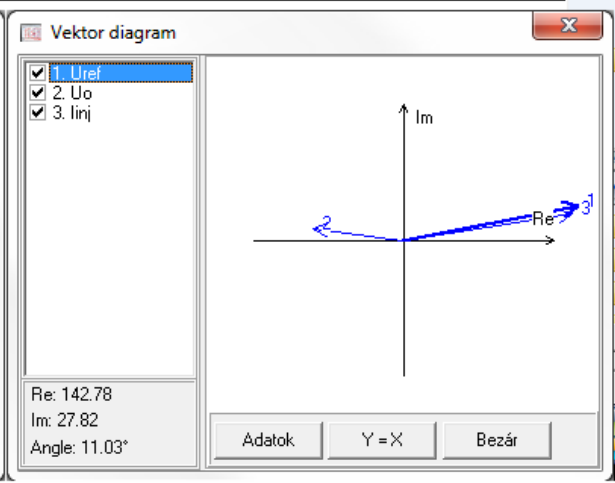 Vektor diagram
1. Uref
2. Uo
3. Iinj
Im
2
1
Re
3
Re: 142.78
Im: 27.82
Angle: 11.03°
Adatok
Y = X
Bezár